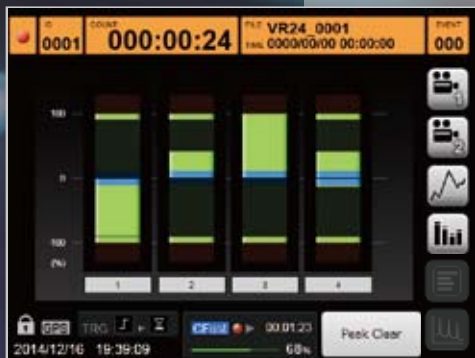 ID COUNT FILE VR24_0001 EVENT
0001 000:00:24 TIME 0000/00/00 00:00:00 000
100
0
-100
(%)
1 2 3 4
GPS TRG 00:01:23 Peak Clear
2014/12/16 19:39:09 68%